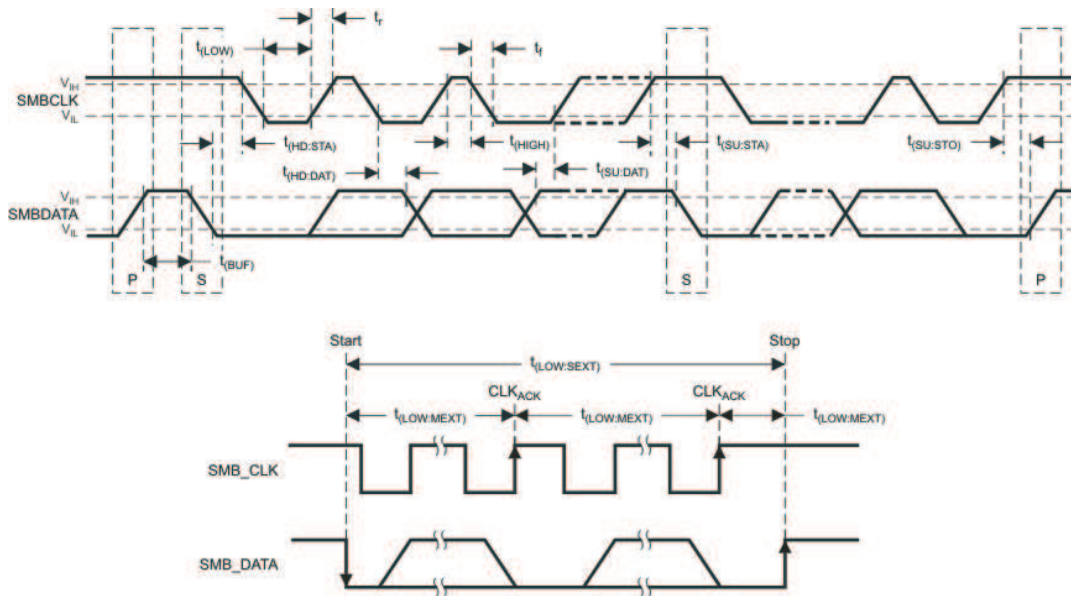 tr
t(LOW)
tf
VIH
SMBCLK
VIL
t(HD:STA)
t(HIGH)
t(SU:STA)
t(SU:STO)
t(HD:DAT)
t(SU:DAT)
VIH
SMBDATA
VIL
t(BUF)
P
S
S
P
Start
Stop
t(LOW:SEXT)
CLKACK
CLKACK
t(LOW:MEXT)
t(LOW:MEXT)
t(LOW:MEXT)
SMB_CLK
SMB_DATA